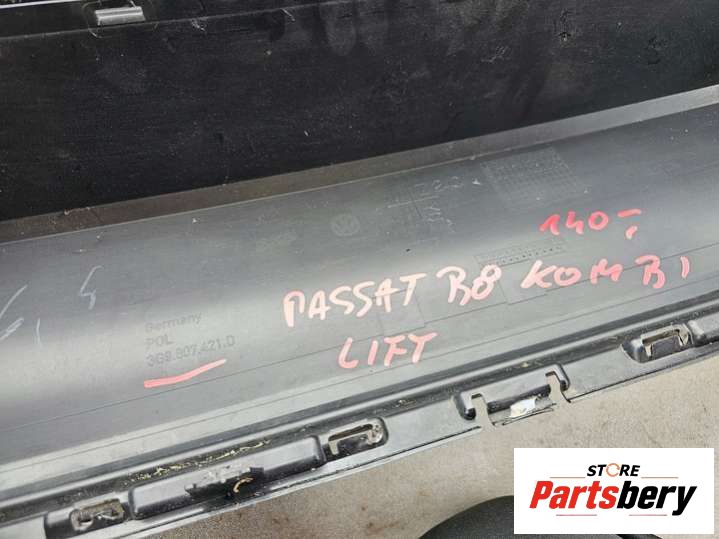 140,-
PASSAT B8 KOMBI
LIFT
Germany
POL
3G9.807.421.D
STORE
Partsbery